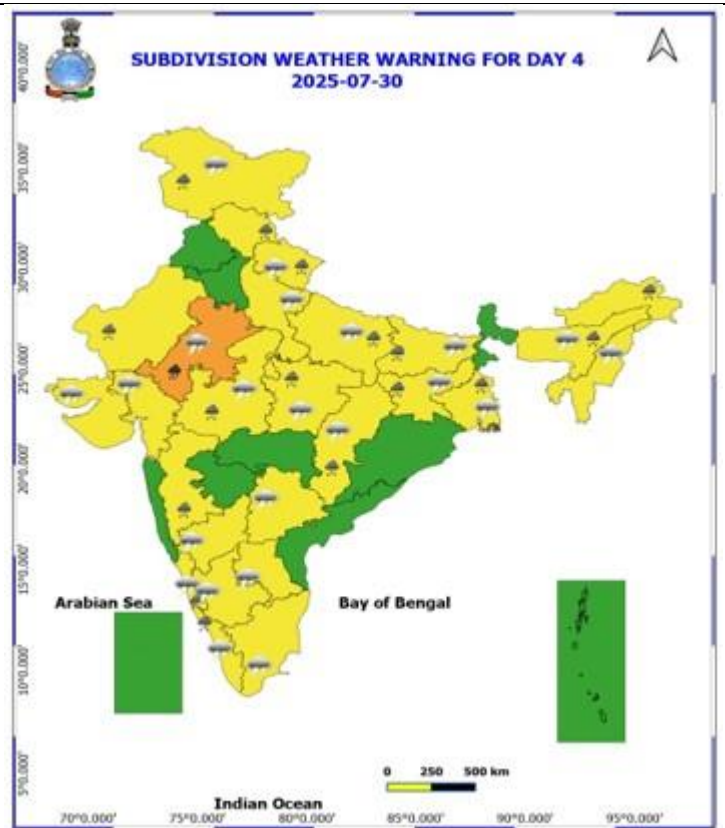 SUBDIVISION WEATHER WARNING FOR DAY 4
2025-07-30
40°0.000'
35°0.000'
30°0.000'
25°0.000'
20°0.000'
15°0.000'
10°0.000'
5°0.000'
Arabian Sea
Bay of Bengal
0 250 500 km
Indian Ocean
70°0.000' 75°0.000' 80°0.000' 85°0.000' 90°0.000' 95°0.000'